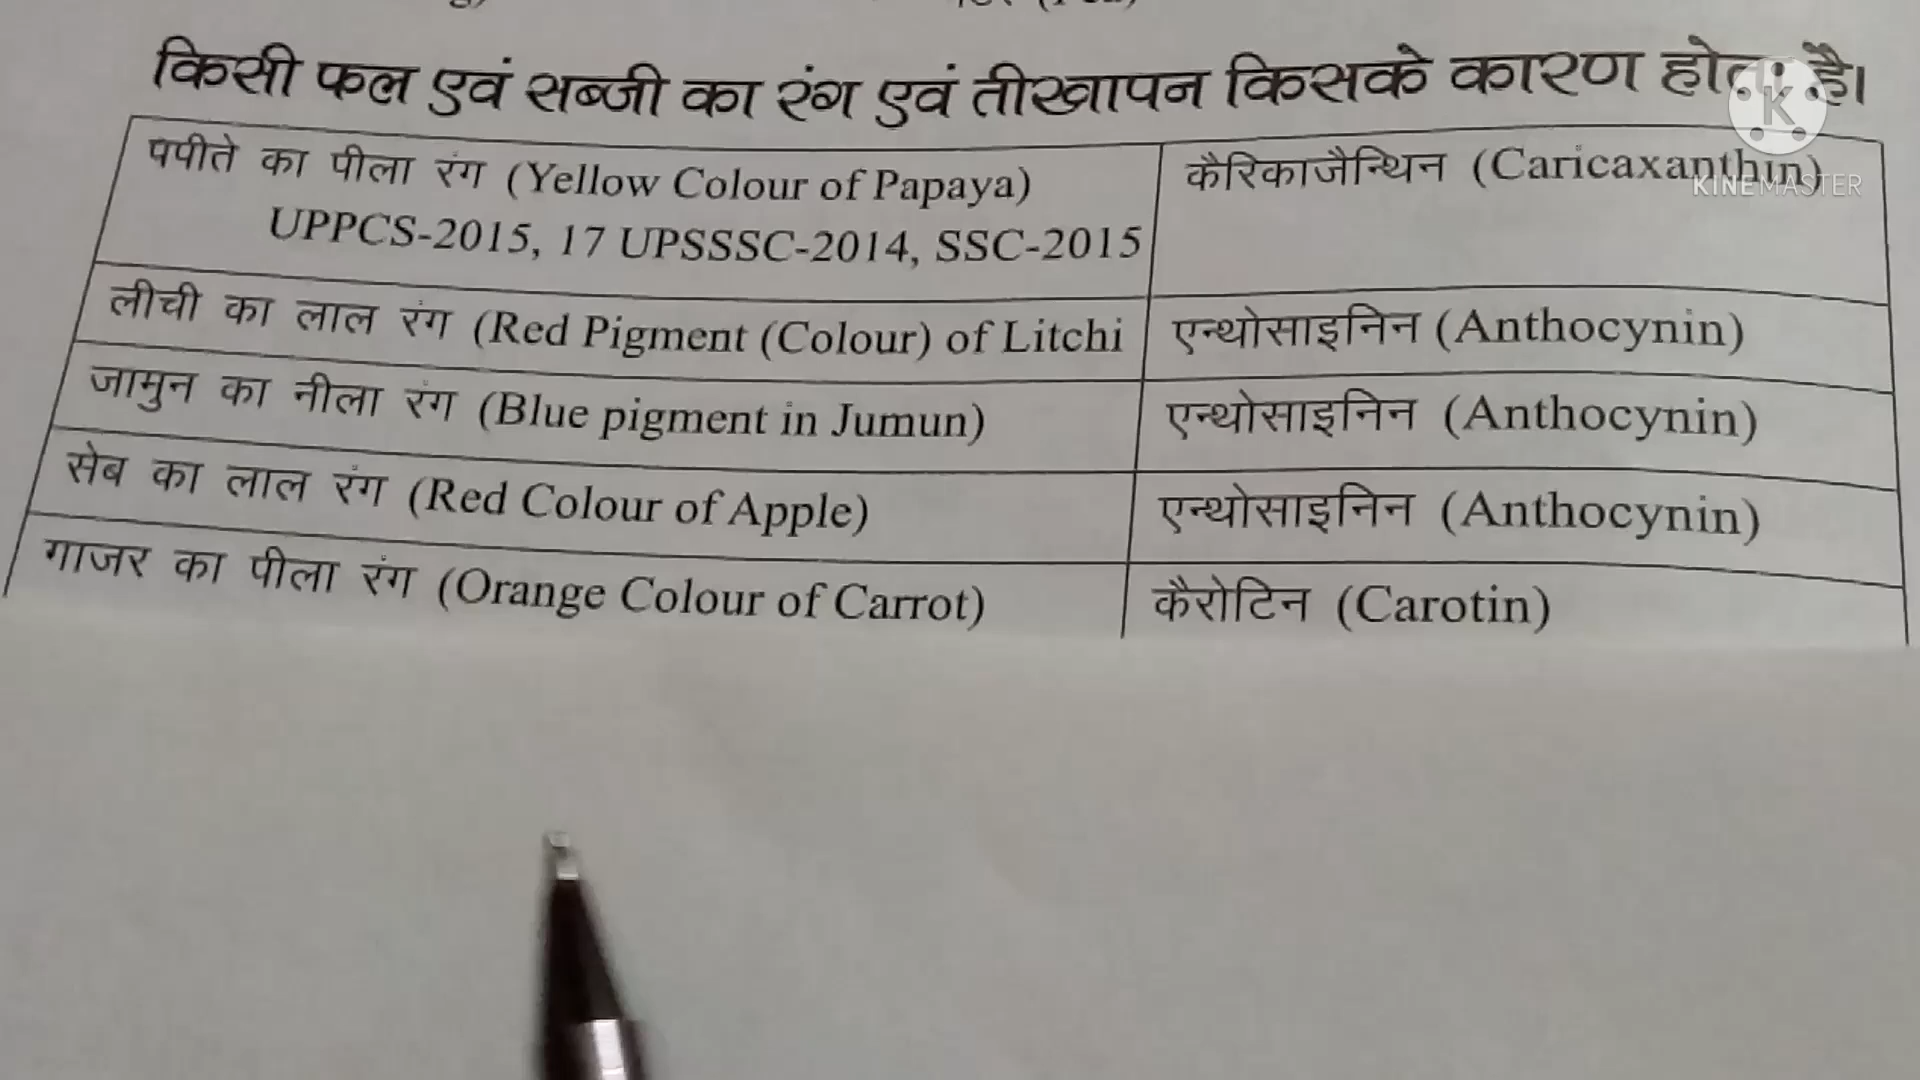 किसी फल एवं सब्जी का रंग एवं तीखापन किसके कारण होता है।
पपीते का पीला रंग (Yellow Colour of Papaya)
UPPCS-2015, 17 UPSSSC-2014, SSC-2015
कैरिकाजैन्थिन (Caricaxanthin)
लीची का लाल रंग (Red Pigment (Colour) of Litchi
एन्थोसाइनिन (Anthocynin)
जामुन का नीला रंग (Blue pigment in Jumun)
एन्थोसाइनिन (Anthocynin)
सेब का लाल रंग (Red Colour of Apple)
एन्थोसाइनिन (Anthocynin)
गाजर का पीला रंग (Orange Colour of Carrot)
कैरोटिन (Carotin)
K
KINEMASTER